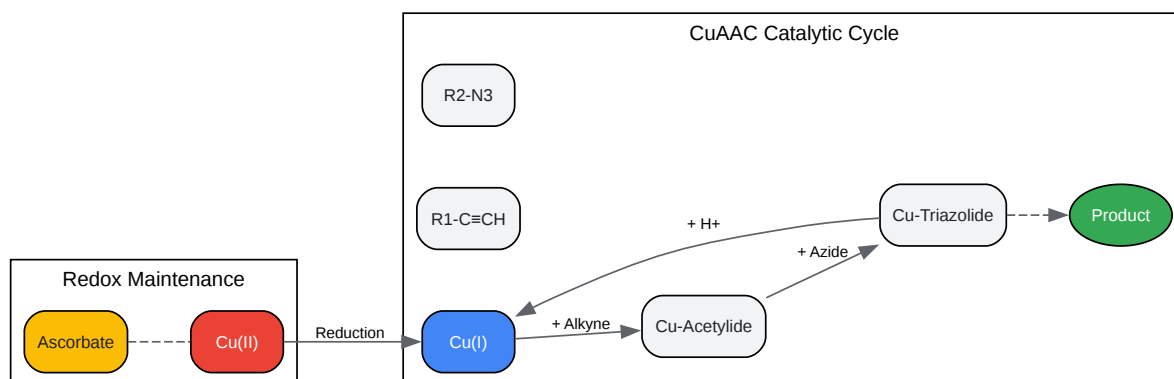 CuAAC Catalytic Cycle
R2-N3
R1-C≡CH
Cu-Triazolide
Product
+ H+
+ Azide
Redox Maintenance
Ascorbate
Cu(II)
Reduction
Cu(I)
+ Alkyne
Cu-Acetylide